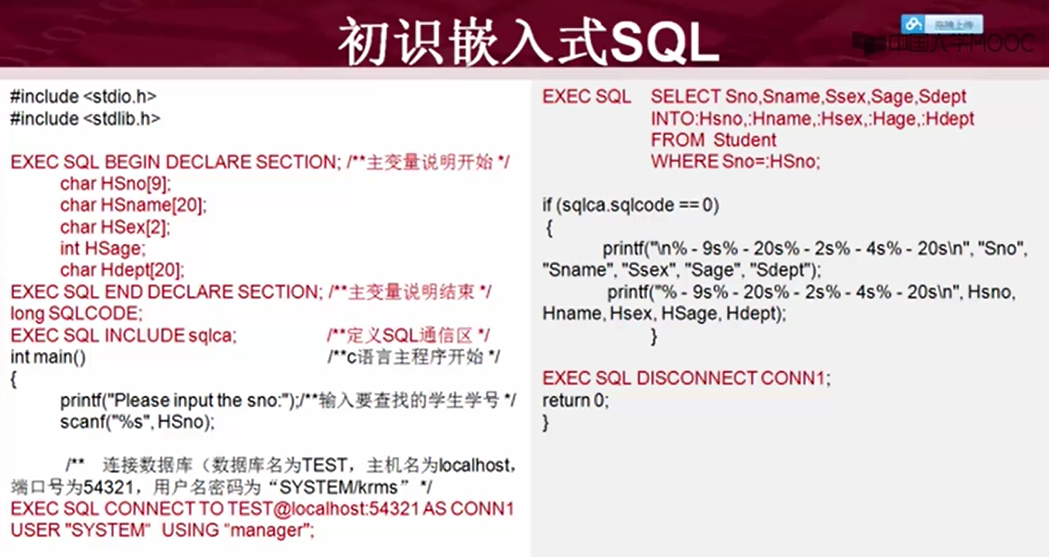 初识嵌入式SQL
拖拽上传
中国大学MOOC
#include <stdio.h>
#include <stdlib.h>
EXEC SQL BEGIN DECLARE SECTION; /**主变量说明开始 */
char HSno[9];
char HSname[20];
char HSex[2];
int HSage;
char Hdept[20];
EXEC SQL END DECLARE SECTION; /**主变量说明结束 */
long SQLCODE;
EXEC SQL INCLUDE sqlca; /**定义SQL通信区 */
int main() /**c语言主程序开始 */
{
printf("Please input the sno:");/**输入要查找的学生学号 */
scanf("%s", HSno);
/** 连接数据库（数据库名为TEST，主机名为localhost，
端口号为54321，用户名密码为“SYSTEM/krms” */
EXEC SQL CONNECT TO TEST@localhost:54321 AS CONN1
USER "SYSTEM" USING "manager";
EXEC SQL SELECT Sno,Sname,Ssex,Sage,Sdept
INTO:Hsno,:Hname,:Hsex,:Hage,:Hdept
FROM Student
WHERE Sno=:HSno;
if (sqlca.sqlcode == 0)
{
printf("\n% - 9s% - 20s% - 2s% - 4s% - 20s\n", "Sno",
"Sname", "Ssex", "Sage", "Sdept");
printf("% - 9s% - 20s% - 2s% - 4s% - 20s\n", Hsno,
Hname, Hsex, HSage, Hdept);
}
EXEC SQL DISCONNECT CONN1;
return 0;
}